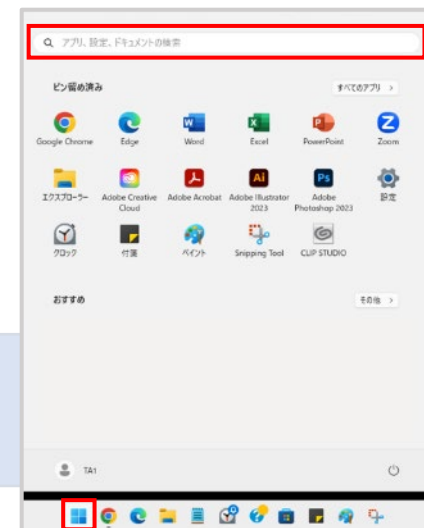 アプリ、設定、ドキュメントの検索
ピン留め済み すべてのアプリ >
Google Chrome Edge Word Excel PowerPoint Zoom
エクスプローラー Adobe Creative Cloud Adobe Acrobat Adobe Illustrator 2023 Adobe Photoshop 2023 設定
クロック 付箋 ペイント Snipping Tool CLIP STUDIO
おすすめ その他 >
TA1